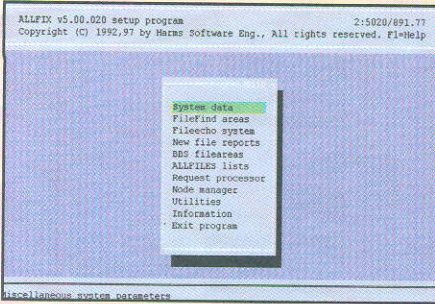 ALLFIX v5.00.020 setup program 2:5020/891.77
Copyright (C) 1992,97 by Harms Software Eng., All rights reserved. F1=Help
System data
FileFind areas
Fileecho system
New file reports
BBS fileareas
ALLFILES lists
Request processor
Node manager
Utilities
Information
Exit program
iscellaneous system parameters